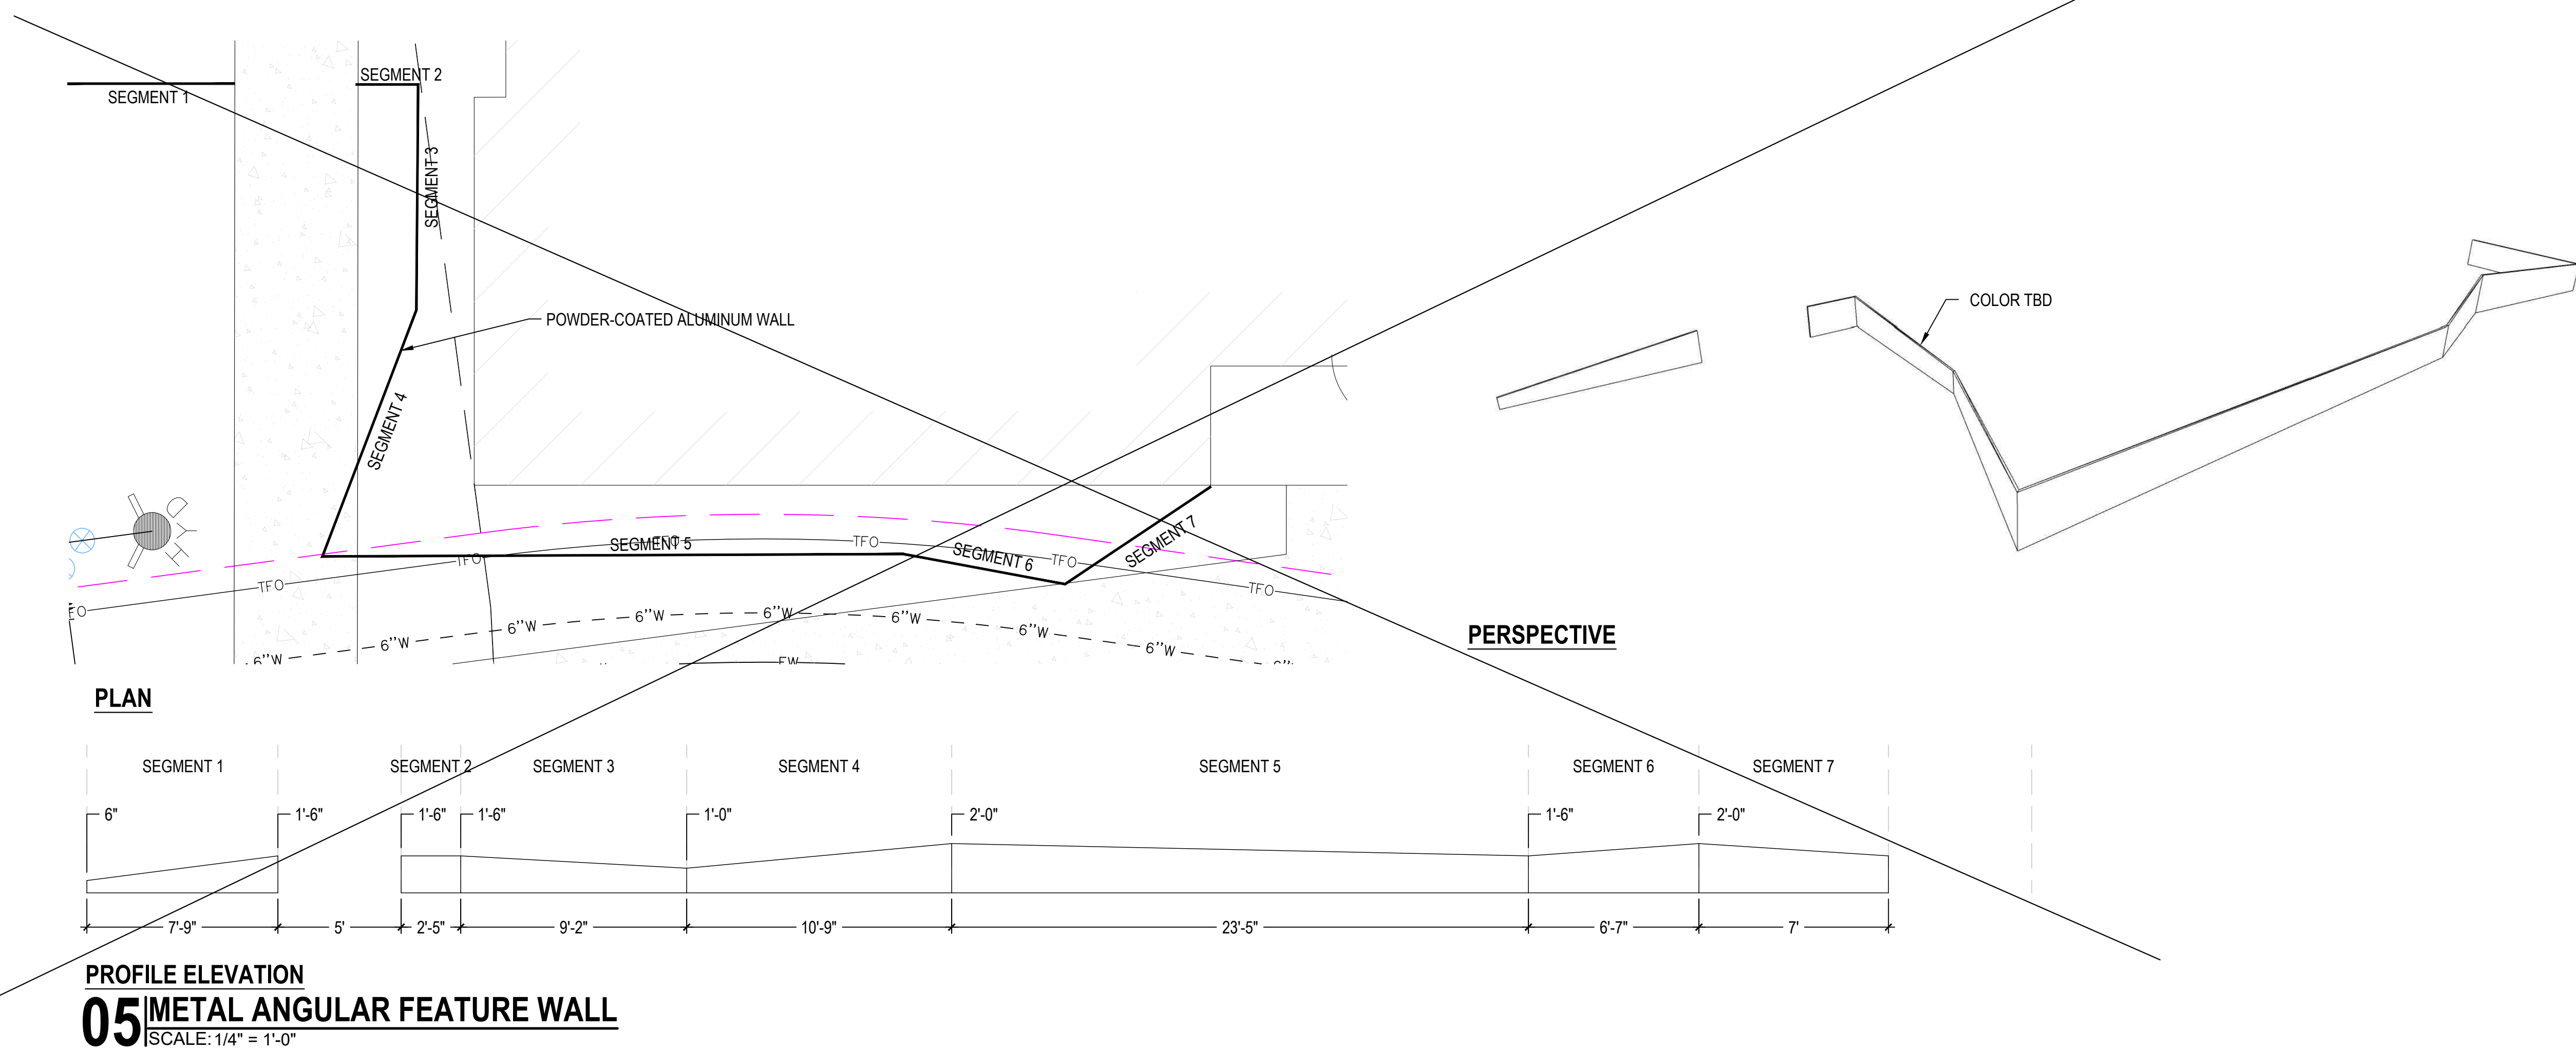 SEGMENT 2
SEGMENT 1
SEGMENT 3
POWDER-COATED ALUMINUM WALL
COLOR TBD
SEGMENT 4
HYD
SEGMENT 5
TFO
TFO
SEGMENT 6
SEGMENT 7
TFO
TFO
TFO
TFO
6''W
6''W
6''W
6''W
6''W
6''W
6''W
6''W
FW
PERSPECTIVE
PLAN
SEGMENT 1
SEGMENT 2
SEGMENT 3
SEGMENT 4
SEGMENT 5
SEGMENT 6
SEGMENT 7
6"
1'-6"
1'-6"
1'-6"
1'-0"
2'-0"
1'-6"
2'-0"
7'-9"
5'
2'-5"
9'-2"
10'-9"
23'-5"
6'-7"
7'
PROFILE ELEVATION
05 METAL ANGULAR FEATURE WALL
SCALE: 1/4" = 1'-0"